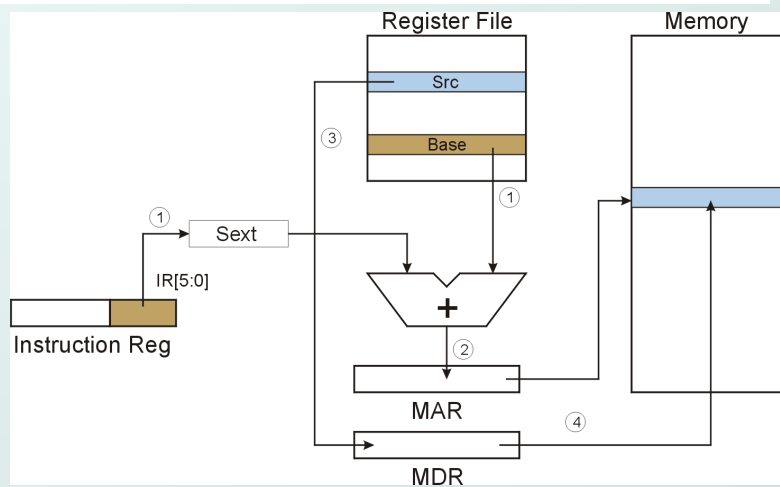 Register File
Memory
Src
③
Base
①
①
Sext
IR[5:0]
+
Instruction Reg
②
MAR
④
MDR